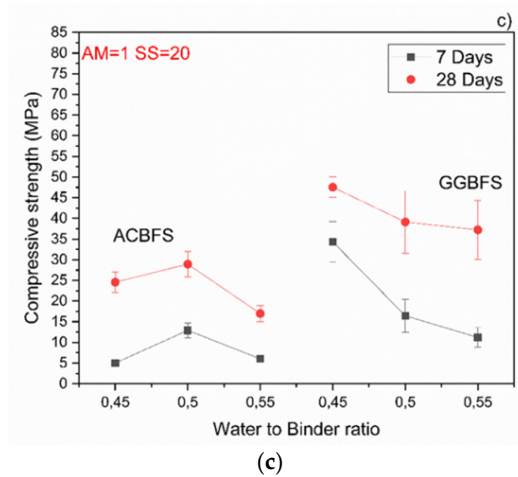 c)
AM=1 SS=20
7 Days
28 Days
ACBFS
GGBFS
Compressive strength (MPa)
85
80
75
70
65
60
55
50
45
40
35
30
25
20
15
10
5
0
0,45 0,5 0,55 0,45 0,5 0,55
Water to Binder ratio
(c)